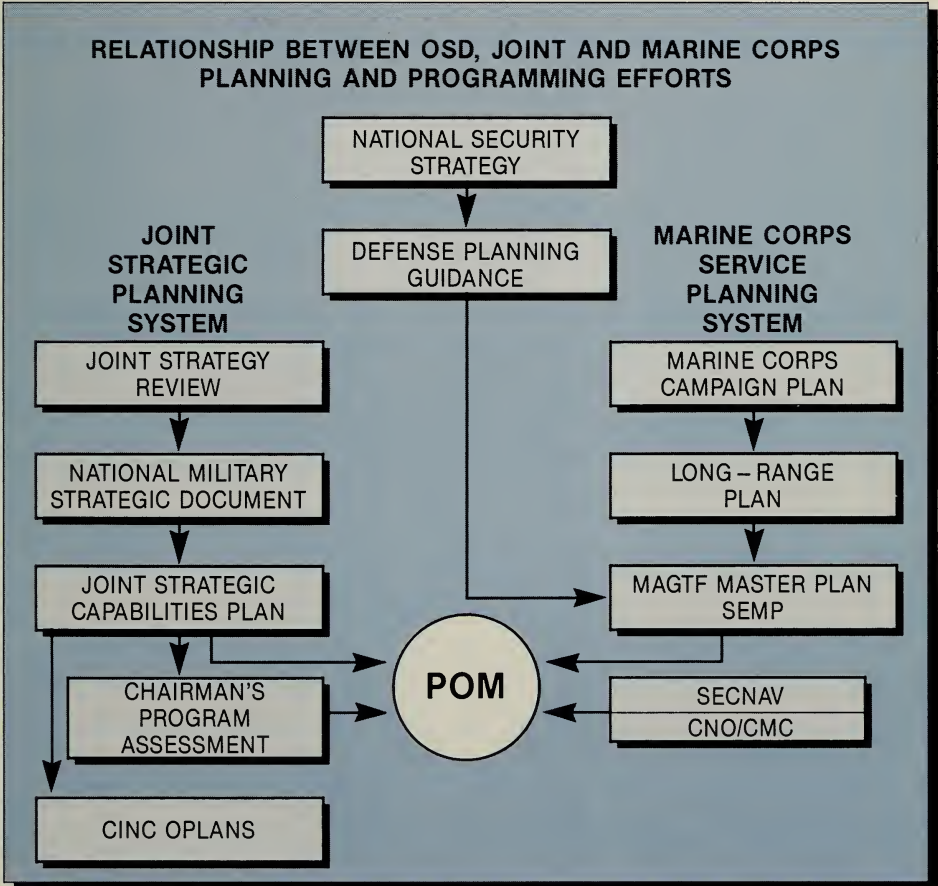 RELATIONSHIP BETWEEN OSD, JOINT AND MARINE CORPS
PLANNING AND PROGRAMMING EFFORTS
NATIONAL SECURITY
STRATEGY
DEFENSE PLANNING
GUIDANCE
JOINT
STRATEGIC
PLANNING
SYSTEM
JOINT STRATEGY
REVIEW
NATIONAL MILITARY
STRATEGIC DOCUMENT
JOINT STRATEGIC
CAPABILITIES PLAN
CHAIRMAN'S
PROGRAM
ASSESSMENT
CINC OPLANS
POM
MARINE CORPS
SERVICE
PLANNING
SYSTEM
MARINE CORPS
CAMPAIGN PLAN
LONG–RANGE
PLAN
MAGTF MASTER PLAN
SEMP
SECNAV
CNO/CMC